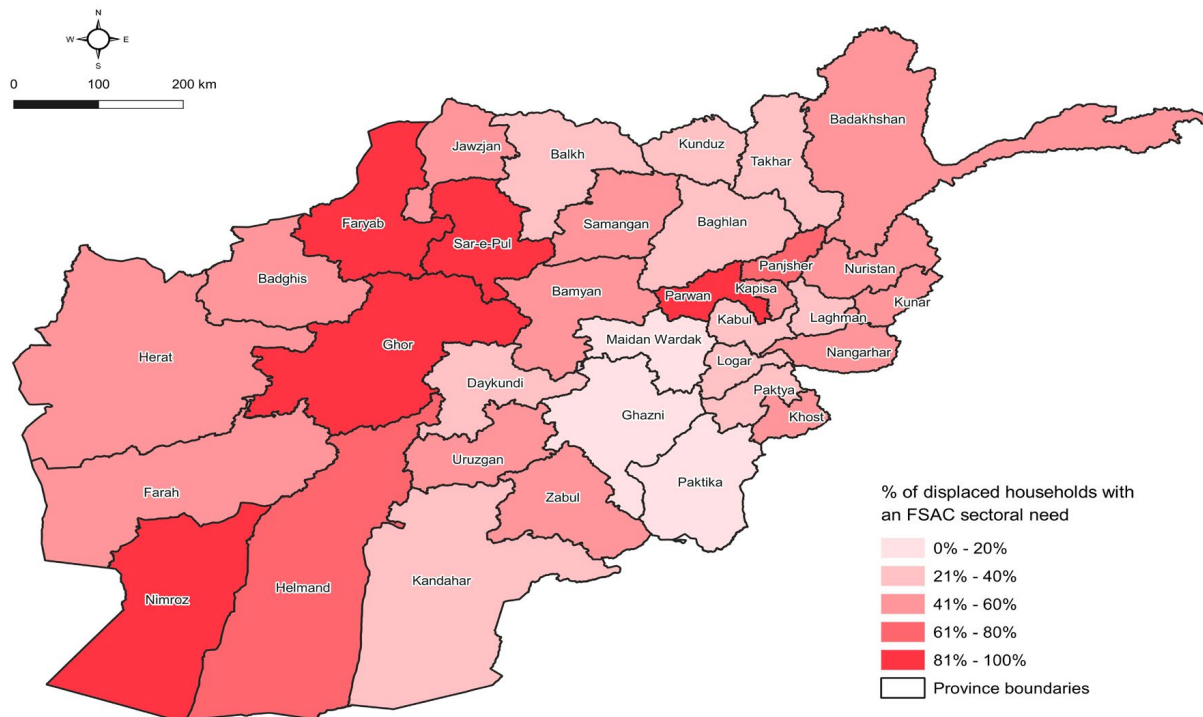 N
W E
S
0 100 200 km
Badakhshan
Jawzjan
Balkh
Kunduz
Takhar
Faryab
Samangan
Baghlan
Sar-e-Pul
Panjsher
Nuristan
Badghis
Bamyan
Parwan
Kapisa
Kunar
Kabul
Laghman
Herat
Ghor
Maidan Wardak
Nangarhar
Logar
Daykundi
Paktya
Ghazni
Khost
Uruzgan
Farah
Zabul
Paktika
Kandahar
Helmand
Nimroz
% of displaced households with
an FSAC sectoral need
0% - 20%
21% - 40%
41% - 60%
61% - 80%
81% - 100%
Province boundaries